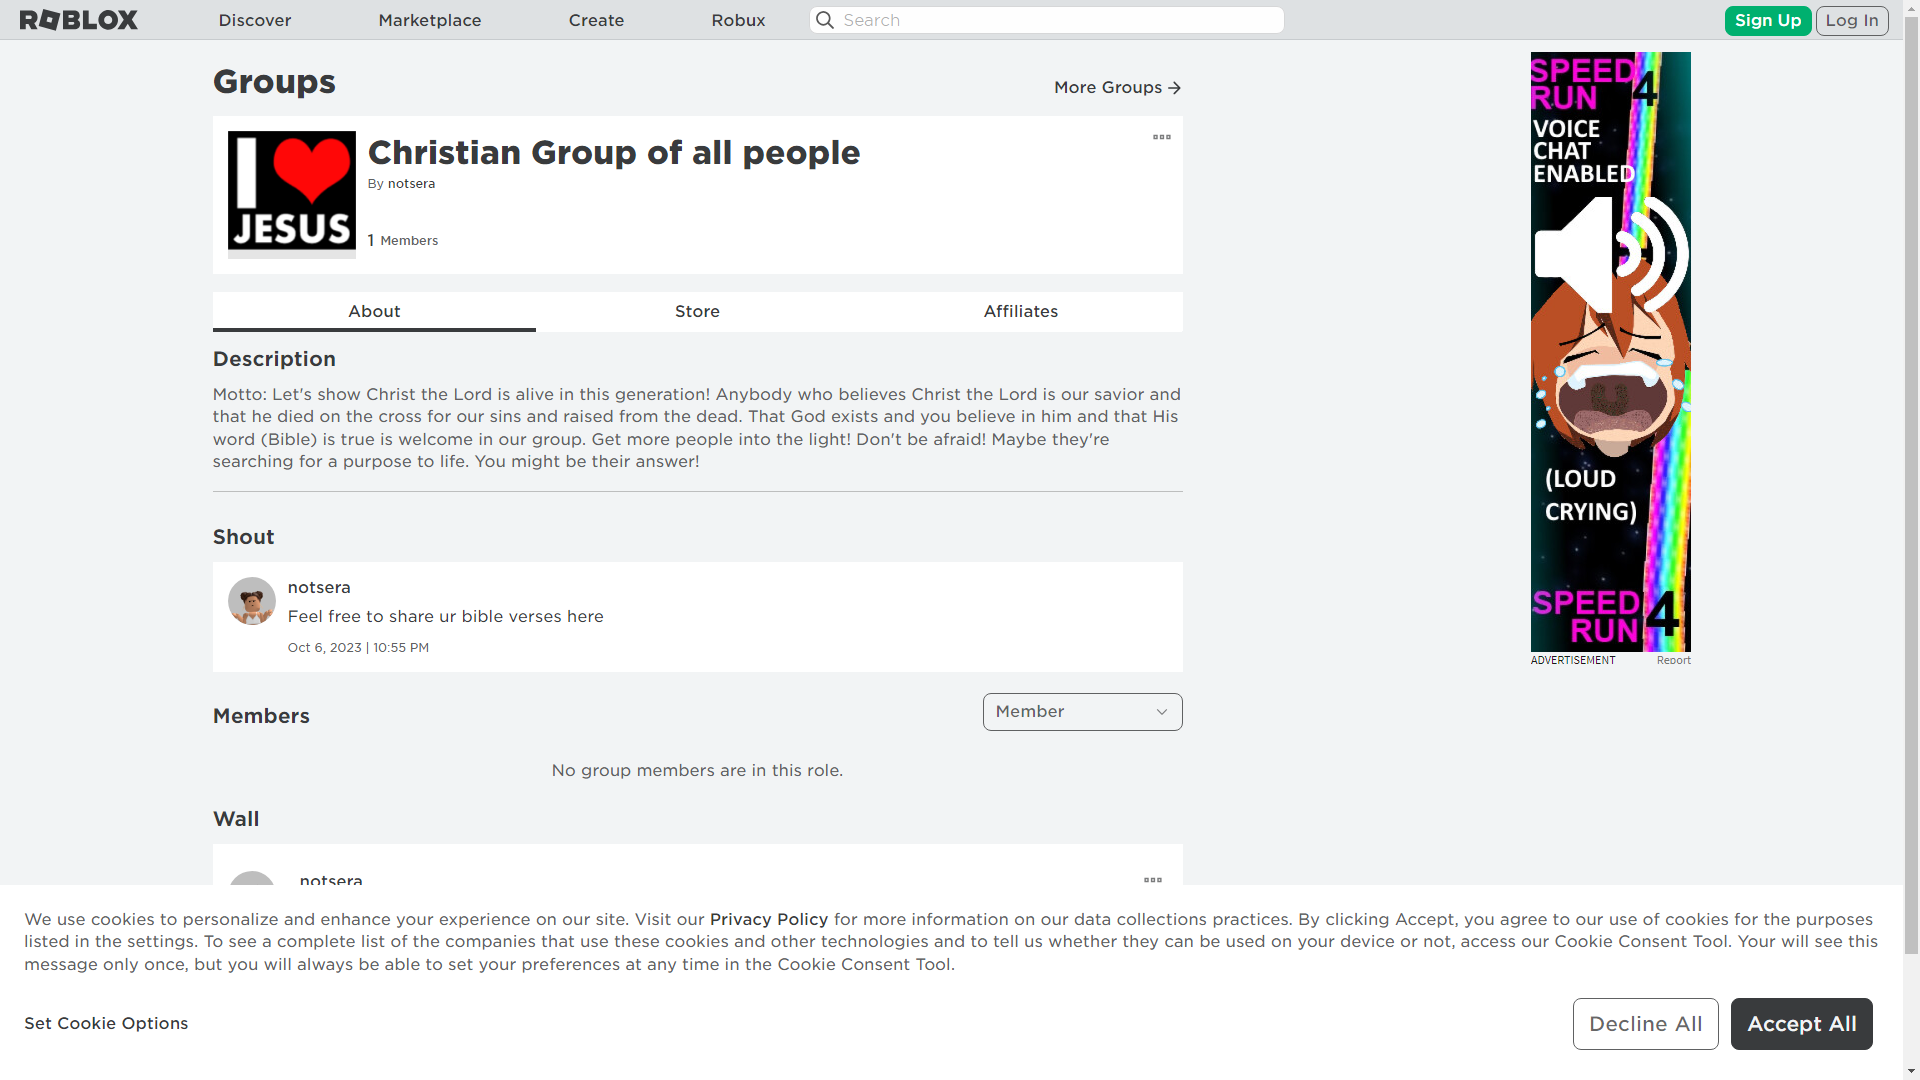 ROBLOX Discover Marketplace Create Robux Search Sign Up Log In
Groups
More Groups
I
JESUS
Christian Group of all people
By notsera
1 Members
About Store Affiliates
Description
Motto: Let's show Christ the Lord is alive in this generation! Anybody who believes Christ the Lord is our savior and
that he died on the cross for our sins and raised from the dead. That God exists and you believe in him and that His
word (Bible) is true is welcome in our group. Get more people into the light! Don't be afraid! Maybe they're
searching for a purpose to life. You might be their answer!
Shout
notsera
Feel free to share ur bible verses here
Oct 6, 2023 | 10:55 PM
Members
Member
No group members are in this role.
Wall
notsera
SPEED
RUN 4
VOICE
CHAT
ENABLED
(LOUD
CRYING)
SPEED
RUN 4
ADVERTISEMENT Report
We use cookies to personalize and enhance your experience on our site. Visit our Privacy Policy for more information on our data collections practices. By clicking Accept, you agree to our use of cookies for the purposes
listed in the settings. To see a complete list of the companies that use these cookies and other technologies and to tell us whether they can be used on your device or not, access our Cookie Consent Tool. Your will see this
message only once, but you will always be able to set your preferences at any time in the Cookie Consent Tool.
Set Cookie Options
Decline All
Accept All